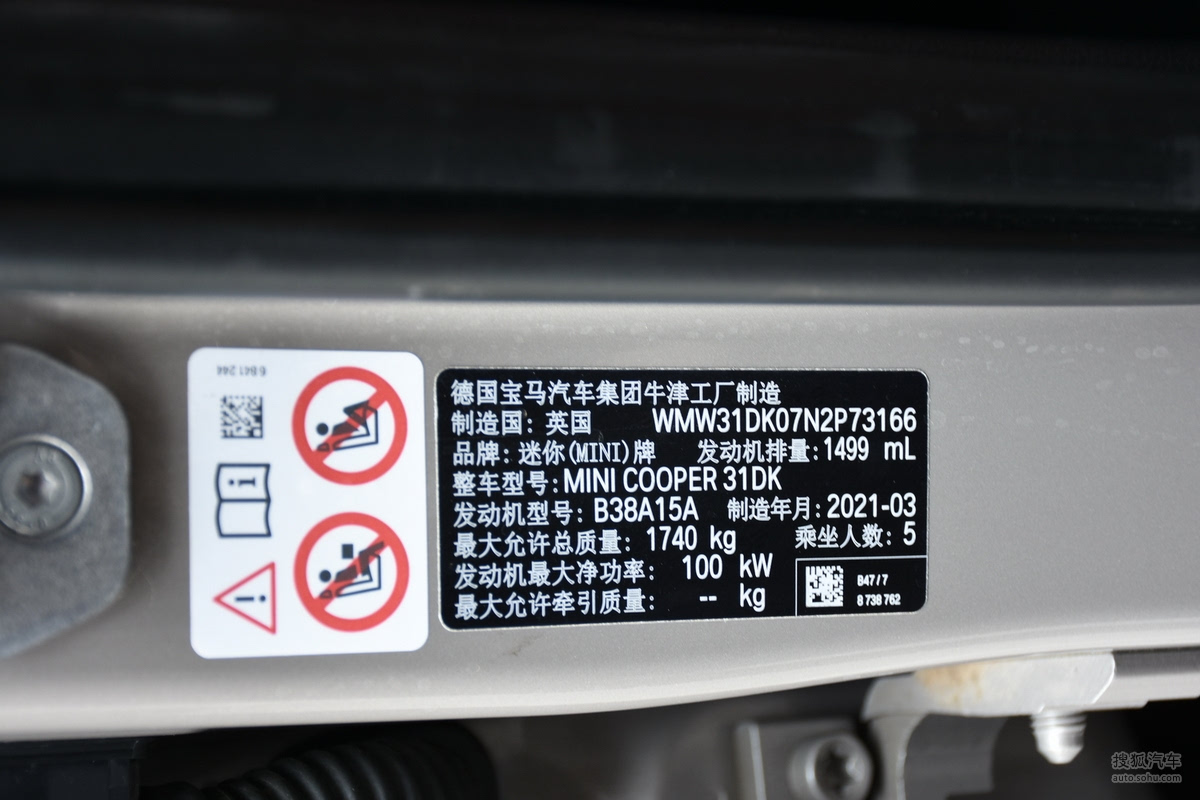 6 841 244
德国宝马汽车集团牛津工厂制造
制造国: 英国 WMW31DK07N2P73166
品牌: 迷你(MINI)牌 发动机排量:1499 mL
整车型号:MINI COOPER 31DK
发动机型号: B38A15A 制造年月: 2021-03
最大允许总质量: 1740 kg 乘坐人数: 5
发动机最大净功率: 100 kW
最大允许牵引质量: -- kg
B47/7
8 738 762
搜狐汽车
auto.sohu.com